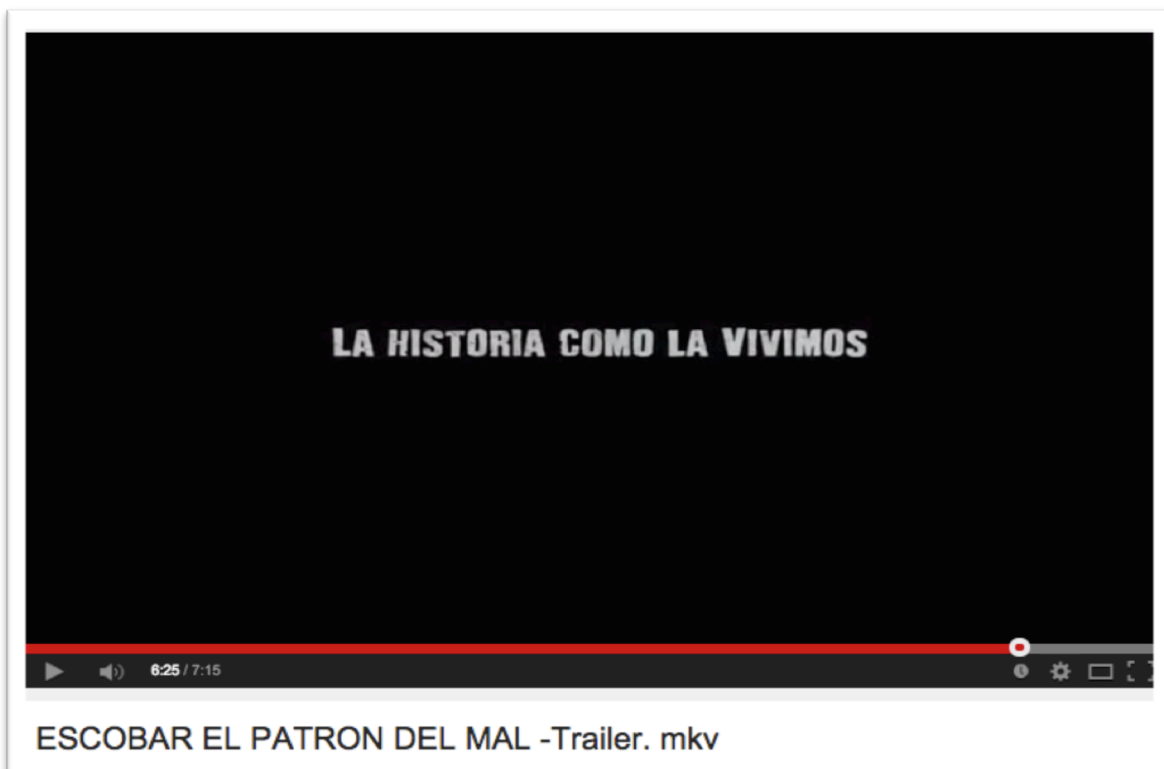 LA HISTORIA COMO LA VIVIMOS
6:25 / 7:15
ESCOBAR EL PATRON DEL MAL -Trailer. mkv